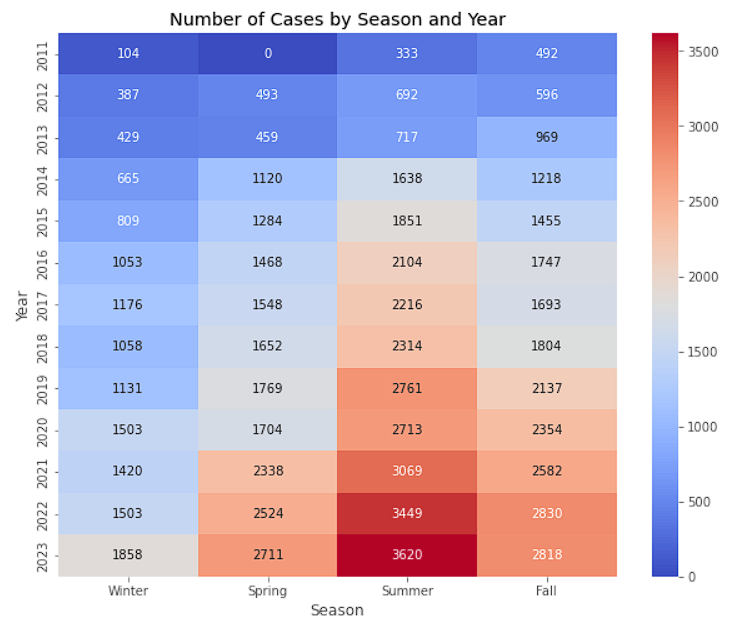 Number of Cases by Season and Year
2011 104 0 333 492
2012 387 493 692 596
2013 429 459 717 969
2014 665 1120 1638 1218
2015 809 1284 1851 1455
2016 1053 1468 2104 1747
2017 1176 1548 2216 1693
2018 1058 1652 2314 1804
2019 1131 1769 2761 2137
2020 1503 1704 2713 2354
2021 1420 2338 3069 2582
2022 1503 2524 3449 2830
2023 1858 2711 3620 2818
Winter Spring Summer Fall
Season
Year
3500
3000
2500
2000
1500
1000
500
0